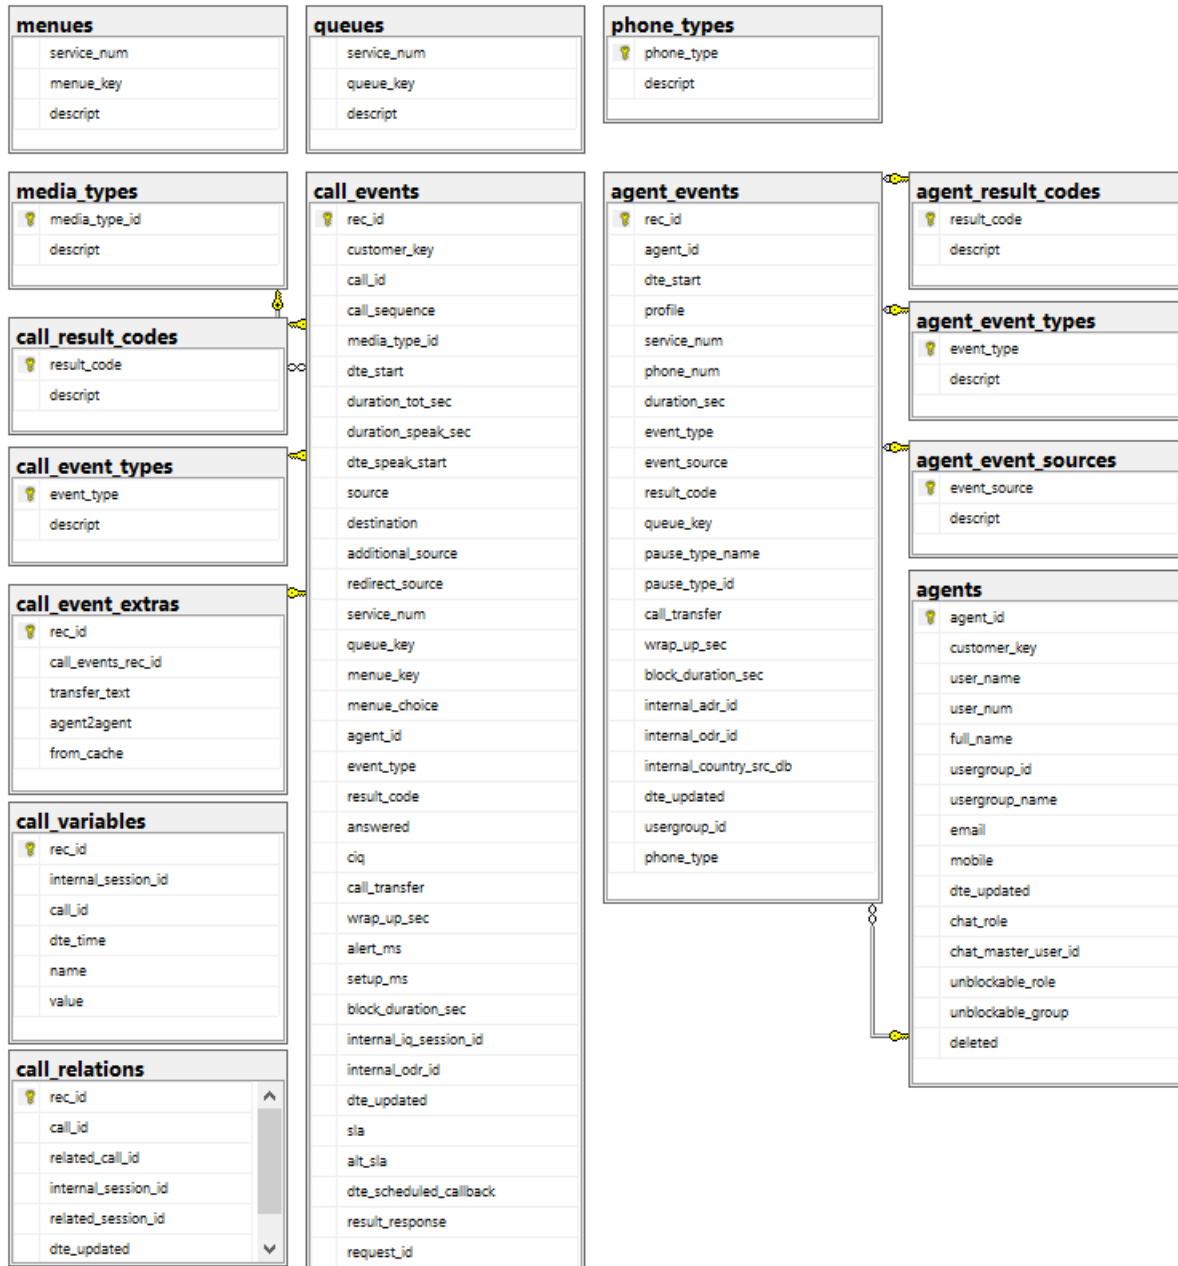 menues
service_num
menue_key
descript
queues
service_num
queue_key
descript
phone_types
phone_type
descript
media_types
media_type_id
descript
call_result_codes
result_code
descript
call_event_types
event_type
descript
call_event_extras
rec_id
call_events_rec_id
transfer_text
agent2agent
from_cache
call_variables
rec_id
internal_session_id
call_id
dte_time
name
value
call_relations
rec_id
call_id
related_call_id
internal_session_id
related_session_id
dte_updated
call_events
rec_id
customer_key
call_id
call_sequence
media_type_id
dte_start
duration_tot_sec
duration_speak_sec
dte_speak_start
source
destination
additional_source
redirect_source
service_num
queue_key
menue_key
menue_choice
agent_id
event_type
result_code
answered
ciq
call_transfer
wrap_up_sec
alert_ms
setup_ms
block_duration_sec
internal_iq_session_id
internal_odr_id
dte_updated
sla
alt_sla
dte_scheduled_callback
result_response
request_id
agent_events
rec_id
agent_id
dte_start
profile
service_num
phone_num
duration_sec
event_type
event_source
result_code
queue_key
pause_type_name
pause_type_id
call_transfer
wrap_up_sec
block_duration_sec
internal_adr_id
internal_odr_id
internal_country_src_db
dte_updated
usergroup_id
phone_type
agent_result_codes
result_code
descript
agent_event_types
event_type
descript
agent_event_sources
event_source
descript
agents
agent_id
customer_key
user_name
user_num
full_name
usergroup_id
usergroup_name
email
mobile
dte_updated
chat_role
chat_master_user_id
unblockable_role
unblockable_group
deleted